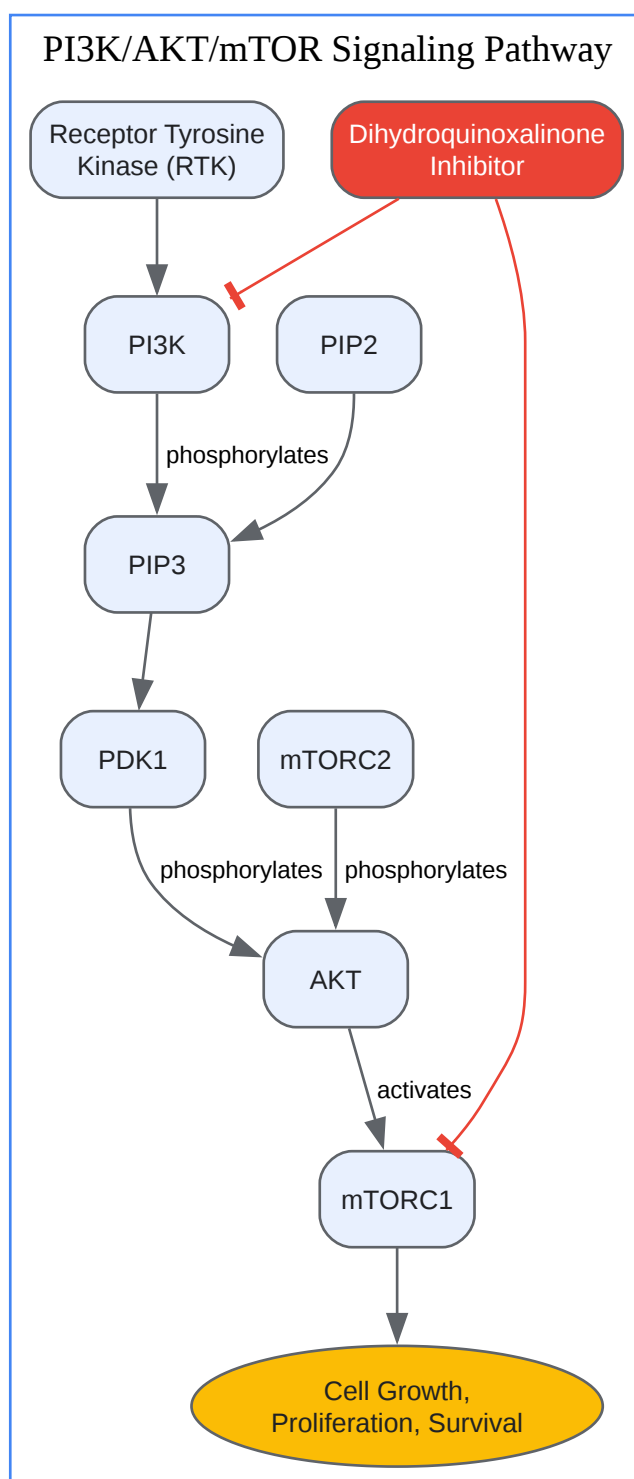 PI3K/AKT/mTOR Signaling Pathway
Receptor Tyrosine
Kinase (RTK)
Dihydroquinoxalinone
Inhibitor
PI3K
PIP2
phosphorylates
PIP3
PDK1
mTORC2
phosphorylates
phosphorylates
AKT
activates
mTORC1
Cell Growth,
Proliferation, Survival